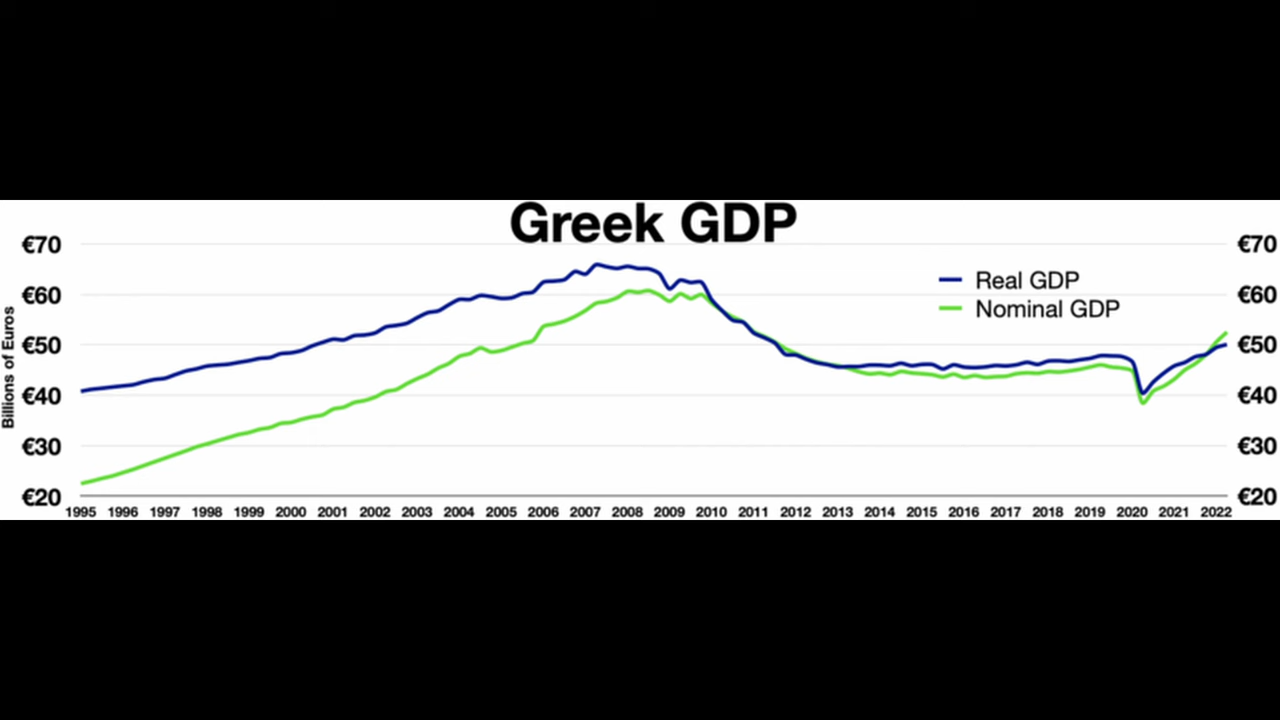 Greek GDP
Billions of Euros
€70
€60
€50
€40
€30
€20
€70
€60
€50
€40
€30
€20
Real GDP
Nominal GDP
1995 1996 1997 1998 1999 2000 2001 2002 2003 2004 2005 2006 2007 2008 2009 2010 2011 2012 2013 2014 2015 2016 2017 2018 2019 2020 2021 2022